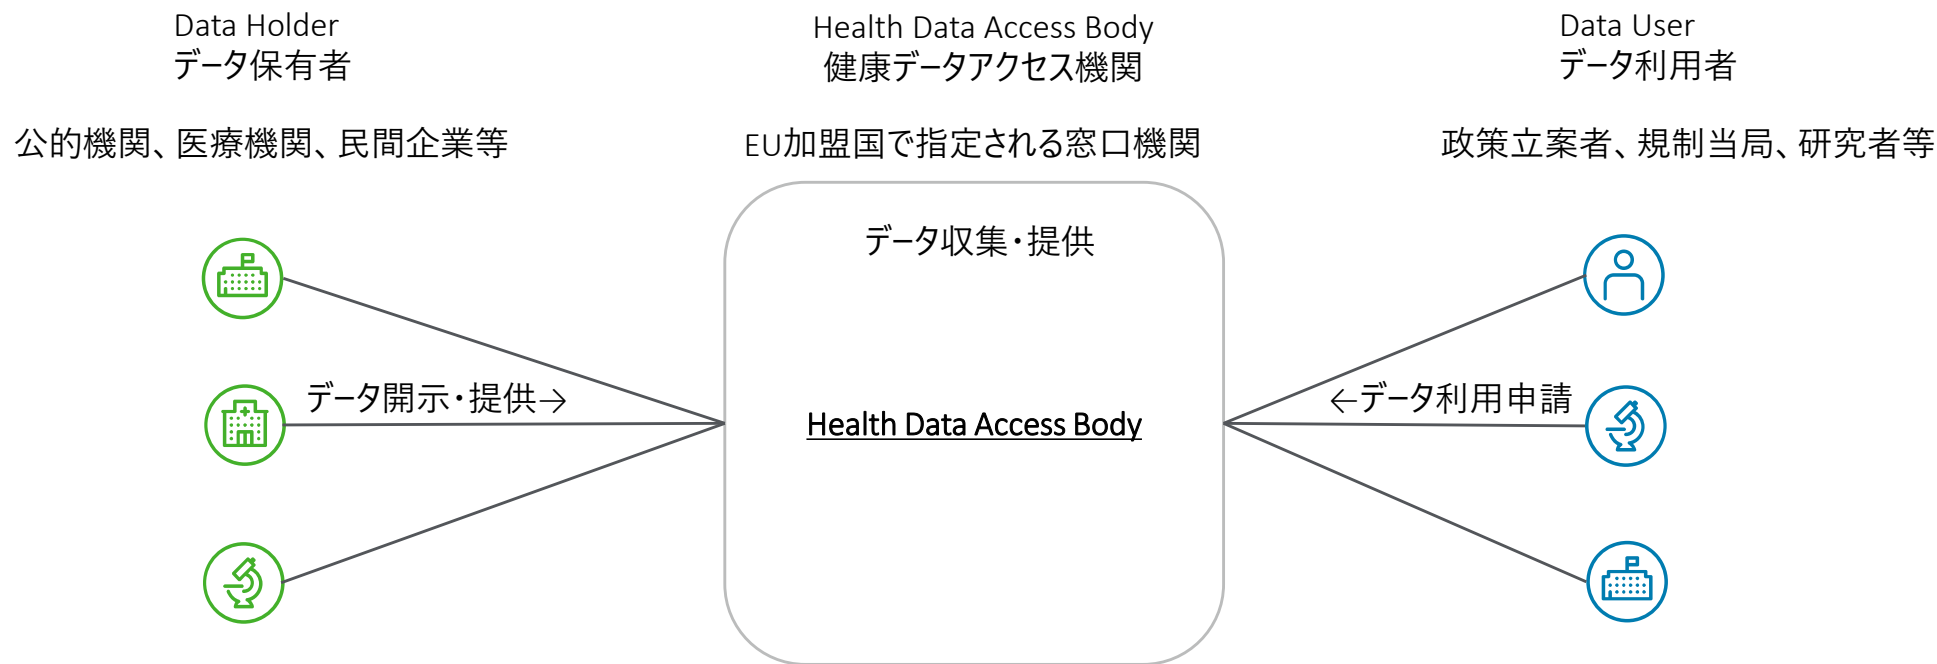 Data Holder
データ保有者
公的機関、医療機関、民間企業等
データ開示・提供→
Health Data Access Body
健康データアクセス機関
EU加盟国で指定される窓口機関
データ収集・提供
Health Data Access Body
Data User
データ利用者
政策立案者、規制当局、研究者等
←データ利用申請